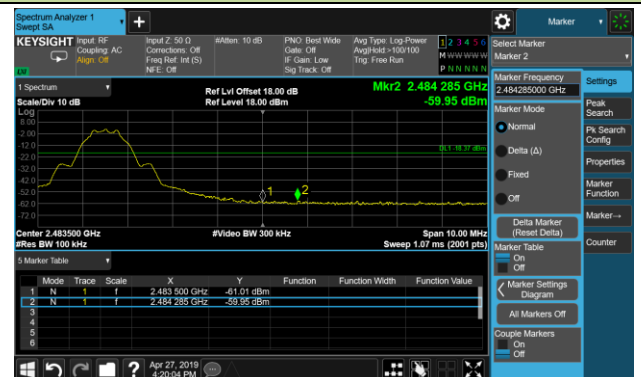 Spectrum Analyzer 1
Swept SA
Marker
KEYSIGHT
Input: RF
Coupling: AC
Align: Off
Input Z: 50 Ω
Corrections: Off
Freq Ref: Int (S)
NFE: Off
#Atten: 10 dB
PNO: Best Wide
Gate: Off
IF Gain: Low
Sig Track: Off
Avg Type: Log-Power
Avg|Hold:>100/100
Trig: Free Run
1 2 3 4 5 6
M W W W W W
P N N N N N
LXI
Select Marker
Marker 2
1 Spectrum
Scale/Div 10 dB
Ref Lvl Offset 18.00 dB
Ref Level 18.00 dBm
Mkr2 2.484 285 GHz
-59.95 dBm
Log
8.00
-2.00
-12.0
-22.0
-32.0
-42.0
-52.0
-62.0
-72.0
DL1 -18.37 dBm
1
2
Center 2.483500 GHz
#Res BW 100 kHz
#Video BW 300 kHz
Span 10.00 MHz
Sweep 1.07 ms (2001 pts)
5 Marker Table
Mode Trace Scale X Y Function Function Width Function Value
1 N 1 f 2.483 500 GHz -61.01 dBm
2 N 1 f 2.484 285 GHz -59.95 dBm
3
4
5
6
Marker Frequency
2.484285000 GHz
Marker Mode
Normal
Delta (Δ)
Fixed
Off
Delta Marker
(Reset Delta)
Marker Table
On
Off
Marker Settings
Diagram
All Markers Off
Couple Markers
On
Off
Settings
Peak
Search
Pk Search
Config
Properties
Marker
Function
Marker→
Counter
?
Apr 27, 2019
4:20:04 PM